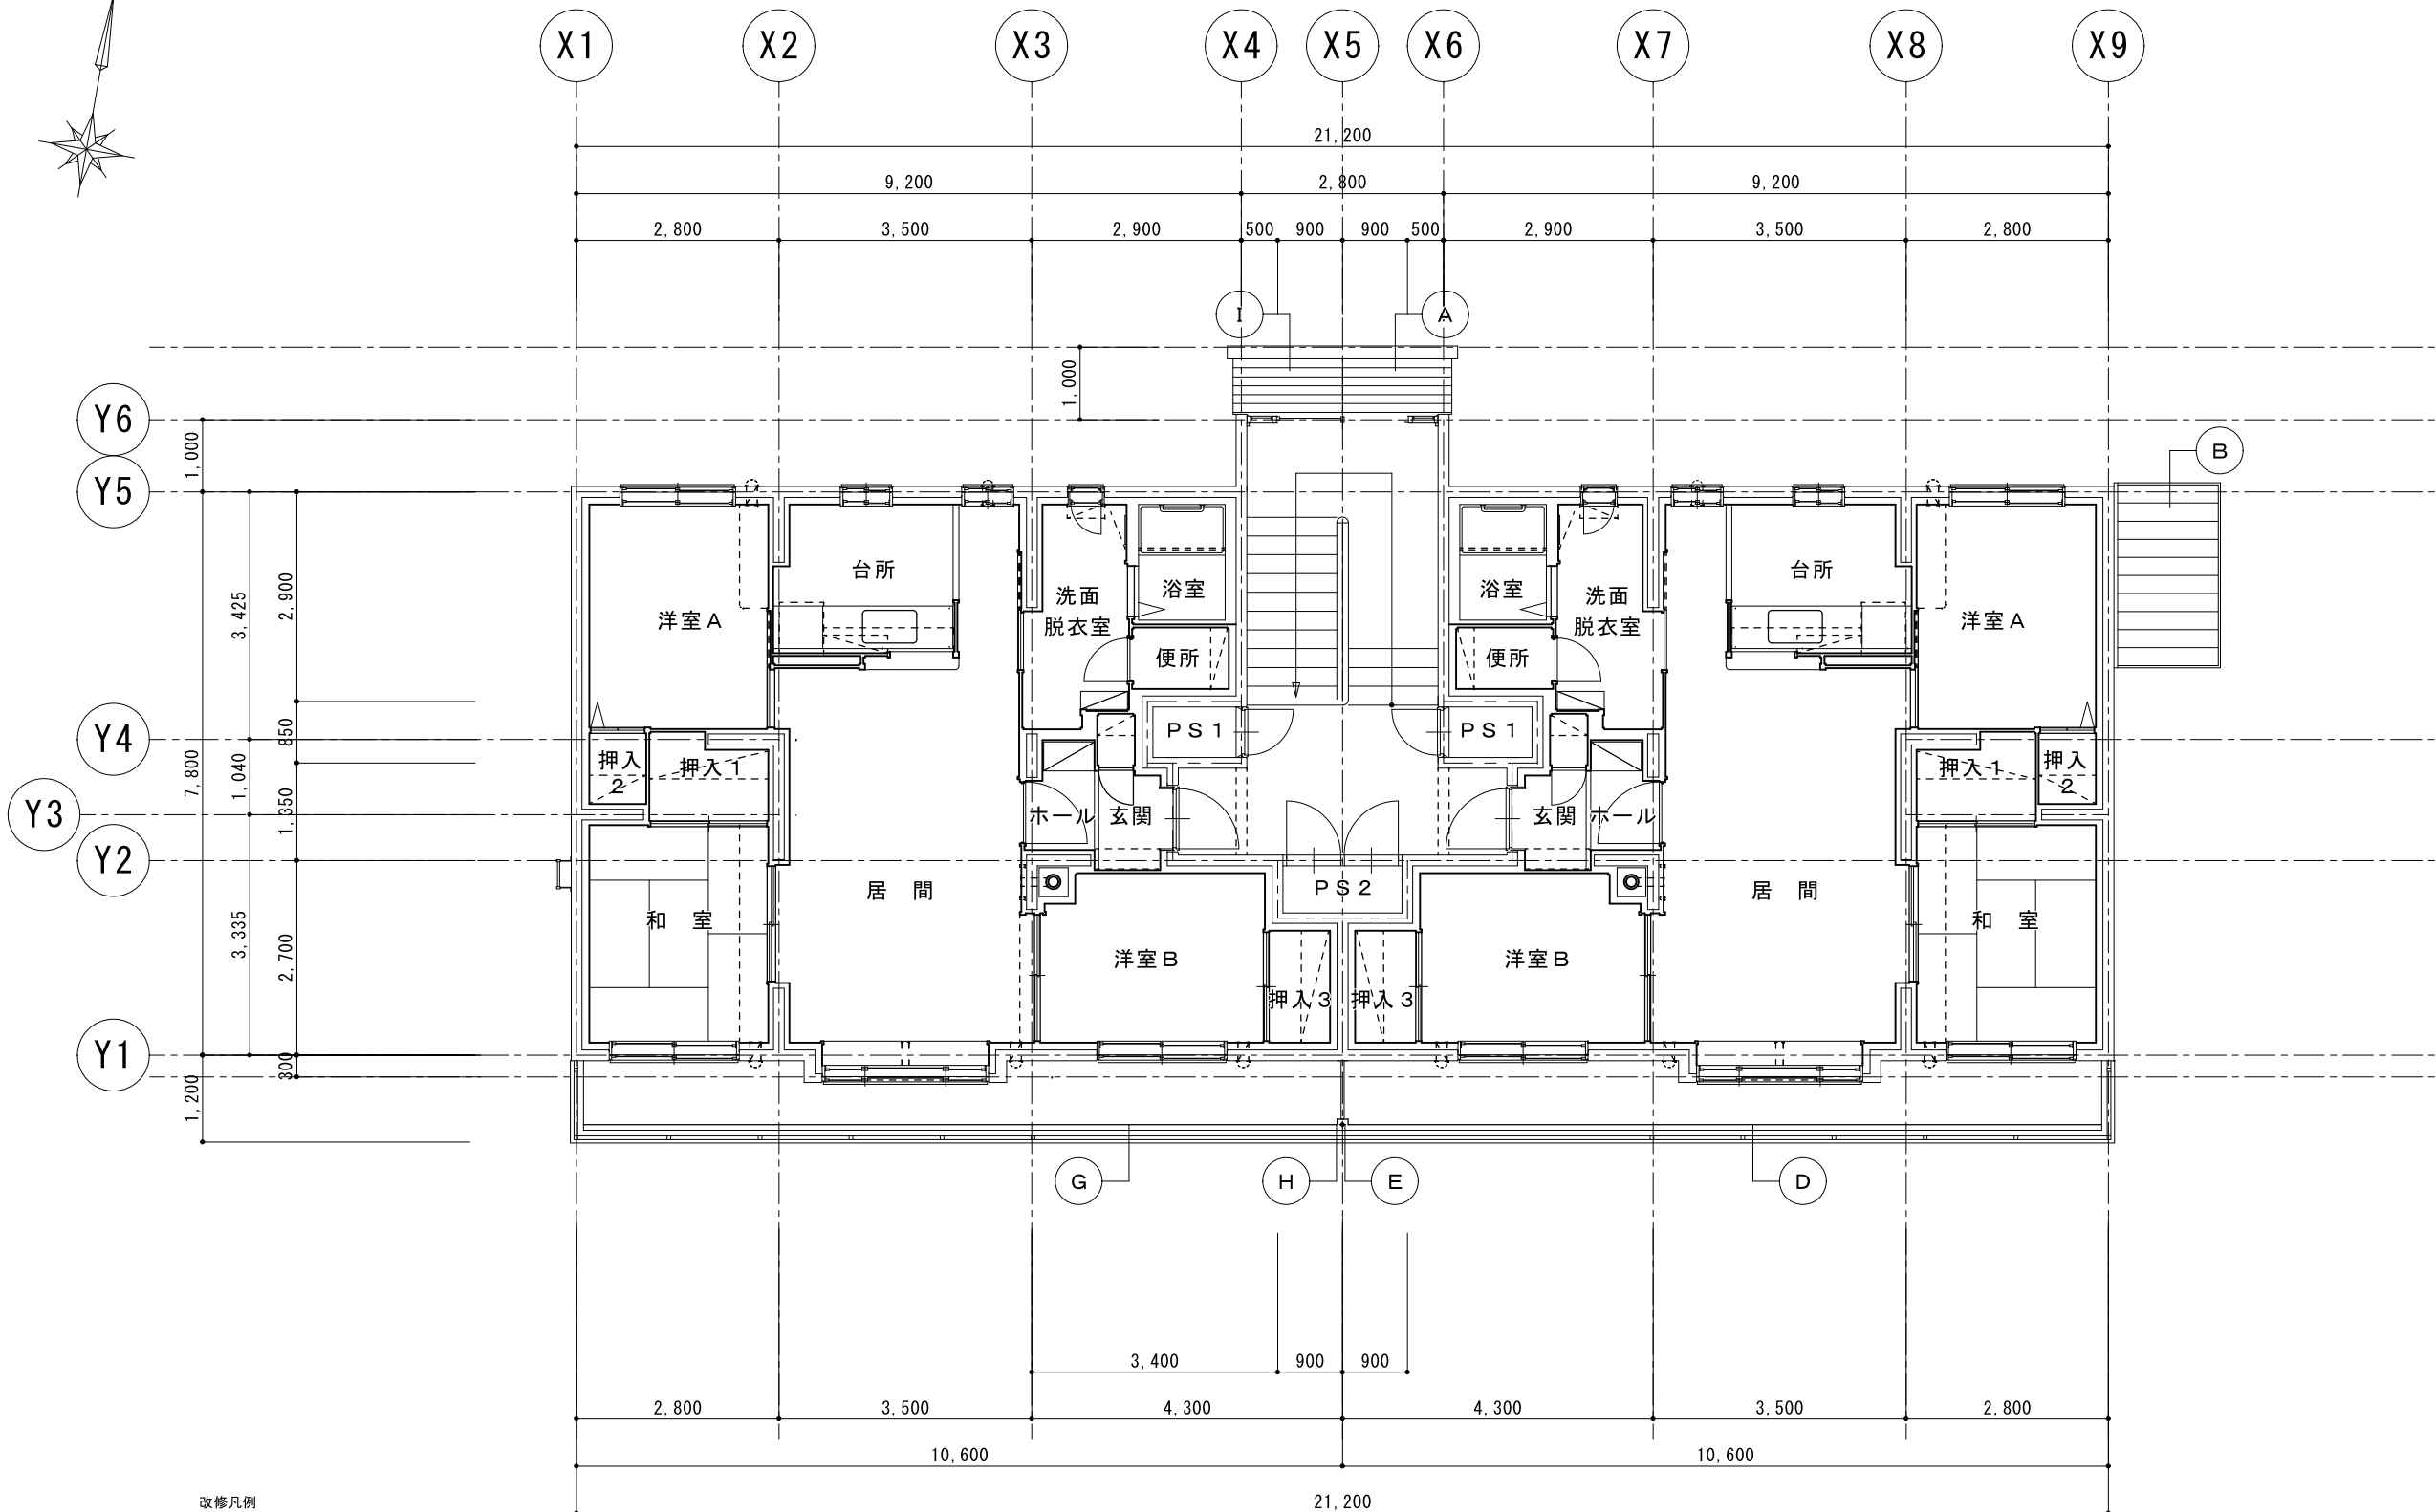 X1 X2 X3 X4 X5 X6 X7 X8 X9
21,200
9,200 2,800 9,200
2,800 3,500 2,900 500 900 900 500 2,900 3,500 2,800
I A
1,000
Y6
1,000
B
Y5
3,425
2,900
台所 浴室 浴室 台所
洗面 洗面
洋室A 脱衣室 脱衣室 洋室A
便所 便所
Y4
850
PS1 PS1
押入 押入1 押入1 押入
2 2
7,800
1,040
1,350
Y3
ホール 玄関 玄関 ホール
Y2
PS2
居 間 居 間
和 室 和 室
3,335
2,700
洋室B 洋室B
押入3 押入3
Y1
300
1,200
G H E D
3,400 900 900
2,800 3,500 4,300 4,300 3,500 2,800
10,600 10,600
改修凡例
21,200